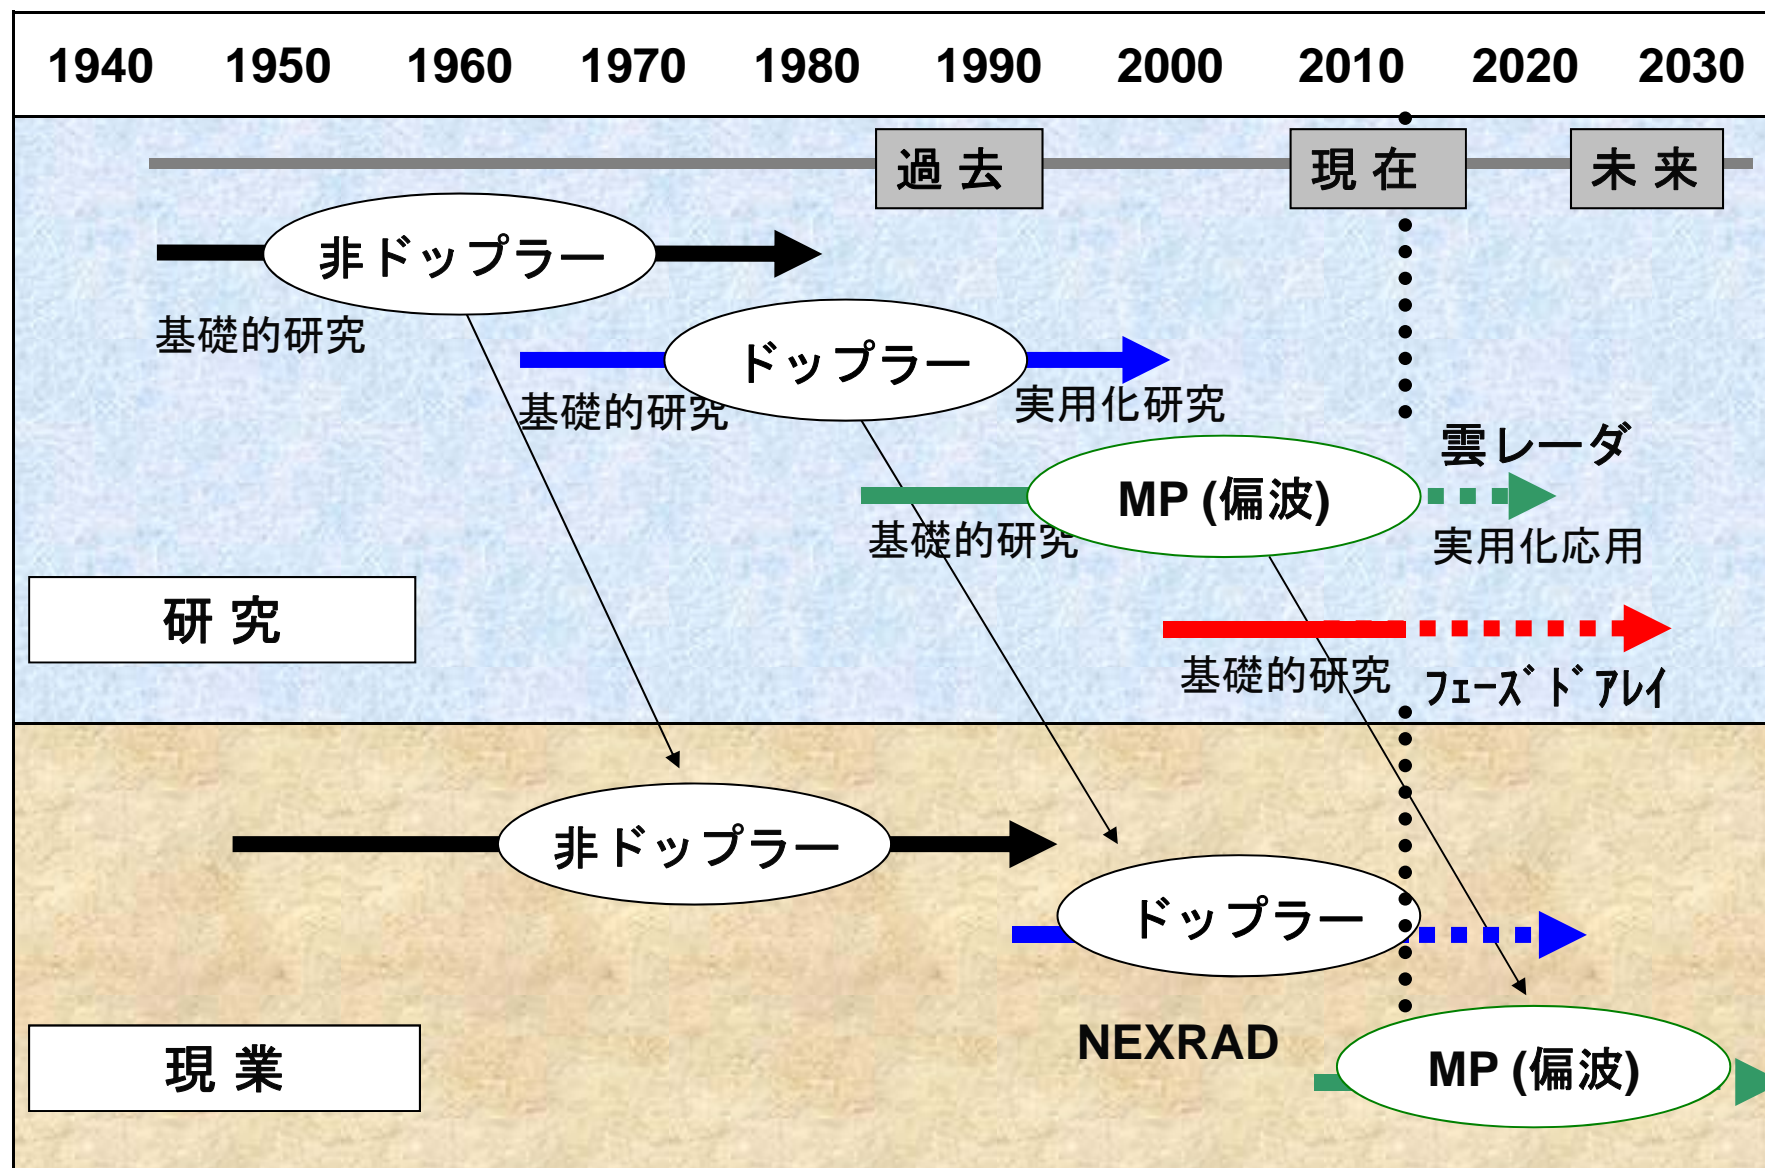 1940 1950 1960 1970 1980 1990 2000 2010 2020 2030
過 去 現 在 未 来
非ドップラー
基礎的研究
ドップラー
基礎的研究 実用化研究
雲レーダ
MP (偏波)
基礎的研究 実用化応用
研 究
基礎的研究 ﾌｪｰｽﾞﾄﾞｱﾚｲ
非ドップラー
ドップラー
NEXRAD
現 業
MP (偏波)